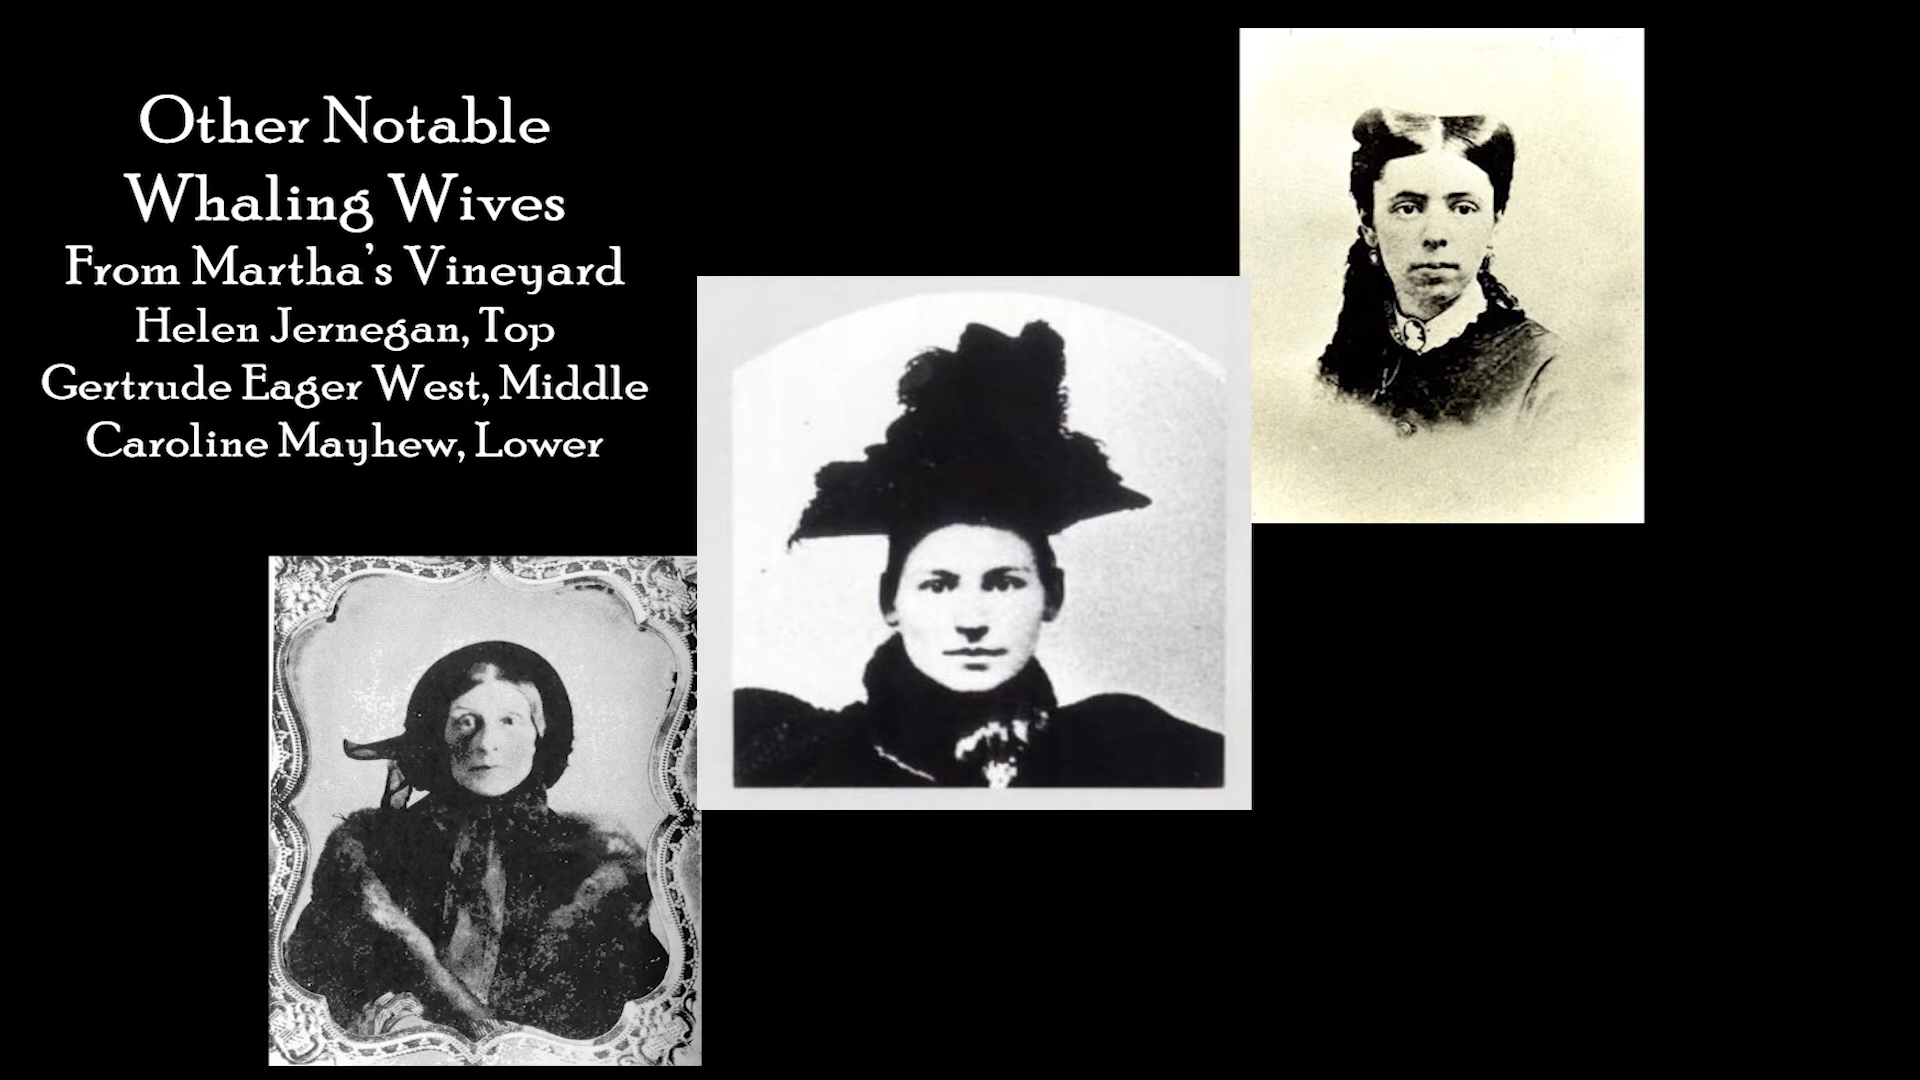 Other Notable
Whaling Wives
From Martha's Vineyard
Helen Jernegan, Top
Gertrude Eager West, Middle
Caroline Mayhew, Lower